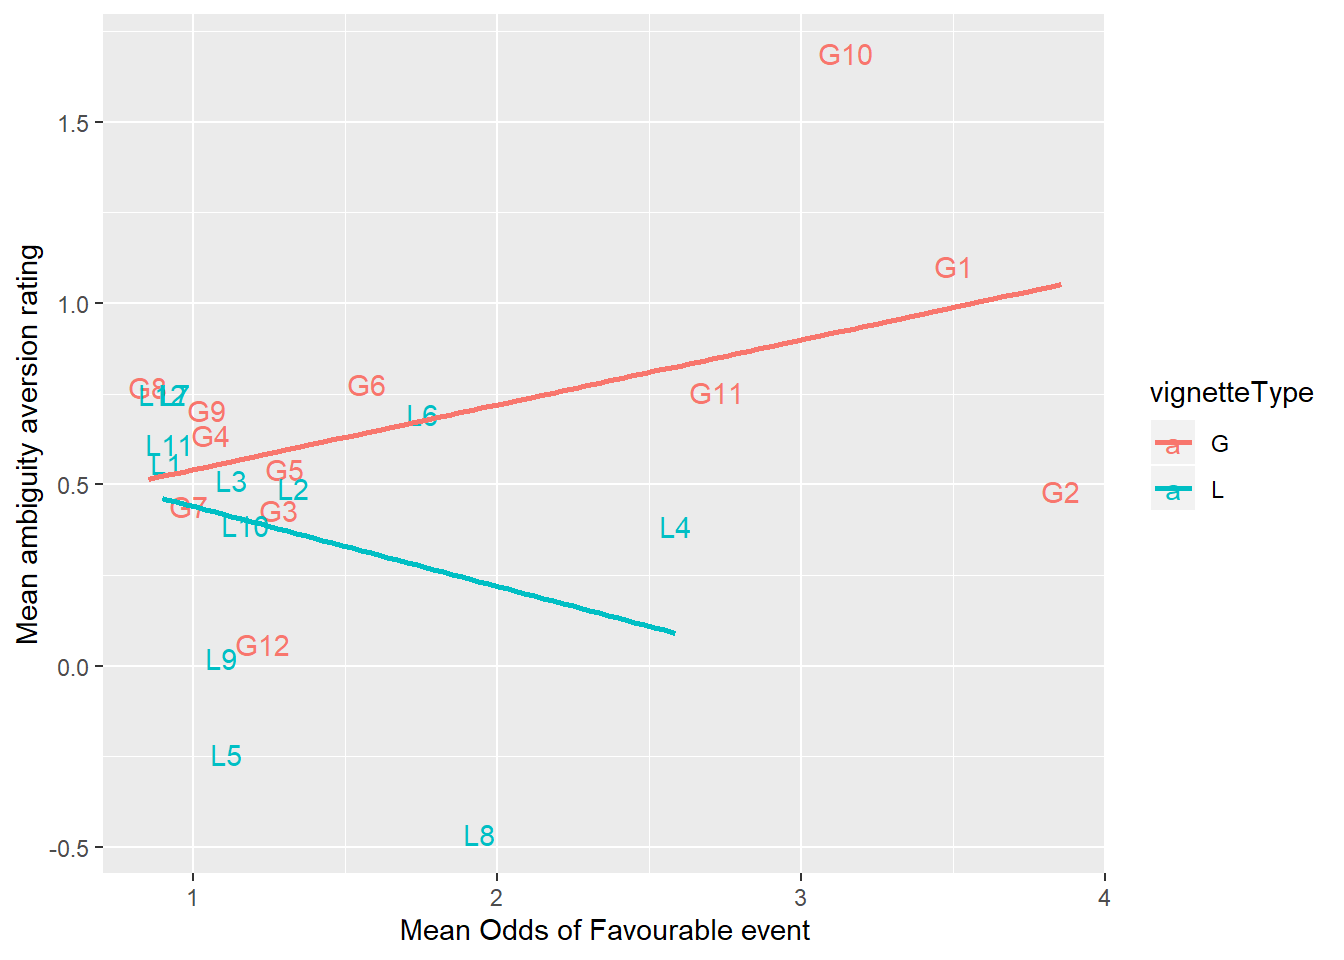 G10
1.5
G1
1.0
G8
L12
L7
G6
G11
G9
L6
G4
L11
L1
G5
L3
L2
0.5
G2
G7
G3
L10
L4
G12
0.0
L9
L5
L8
-0.5
1 2 3 4
Mean Odds of Favourable event
Mean ambiguity aversion rating
vignetteType
a G
a L